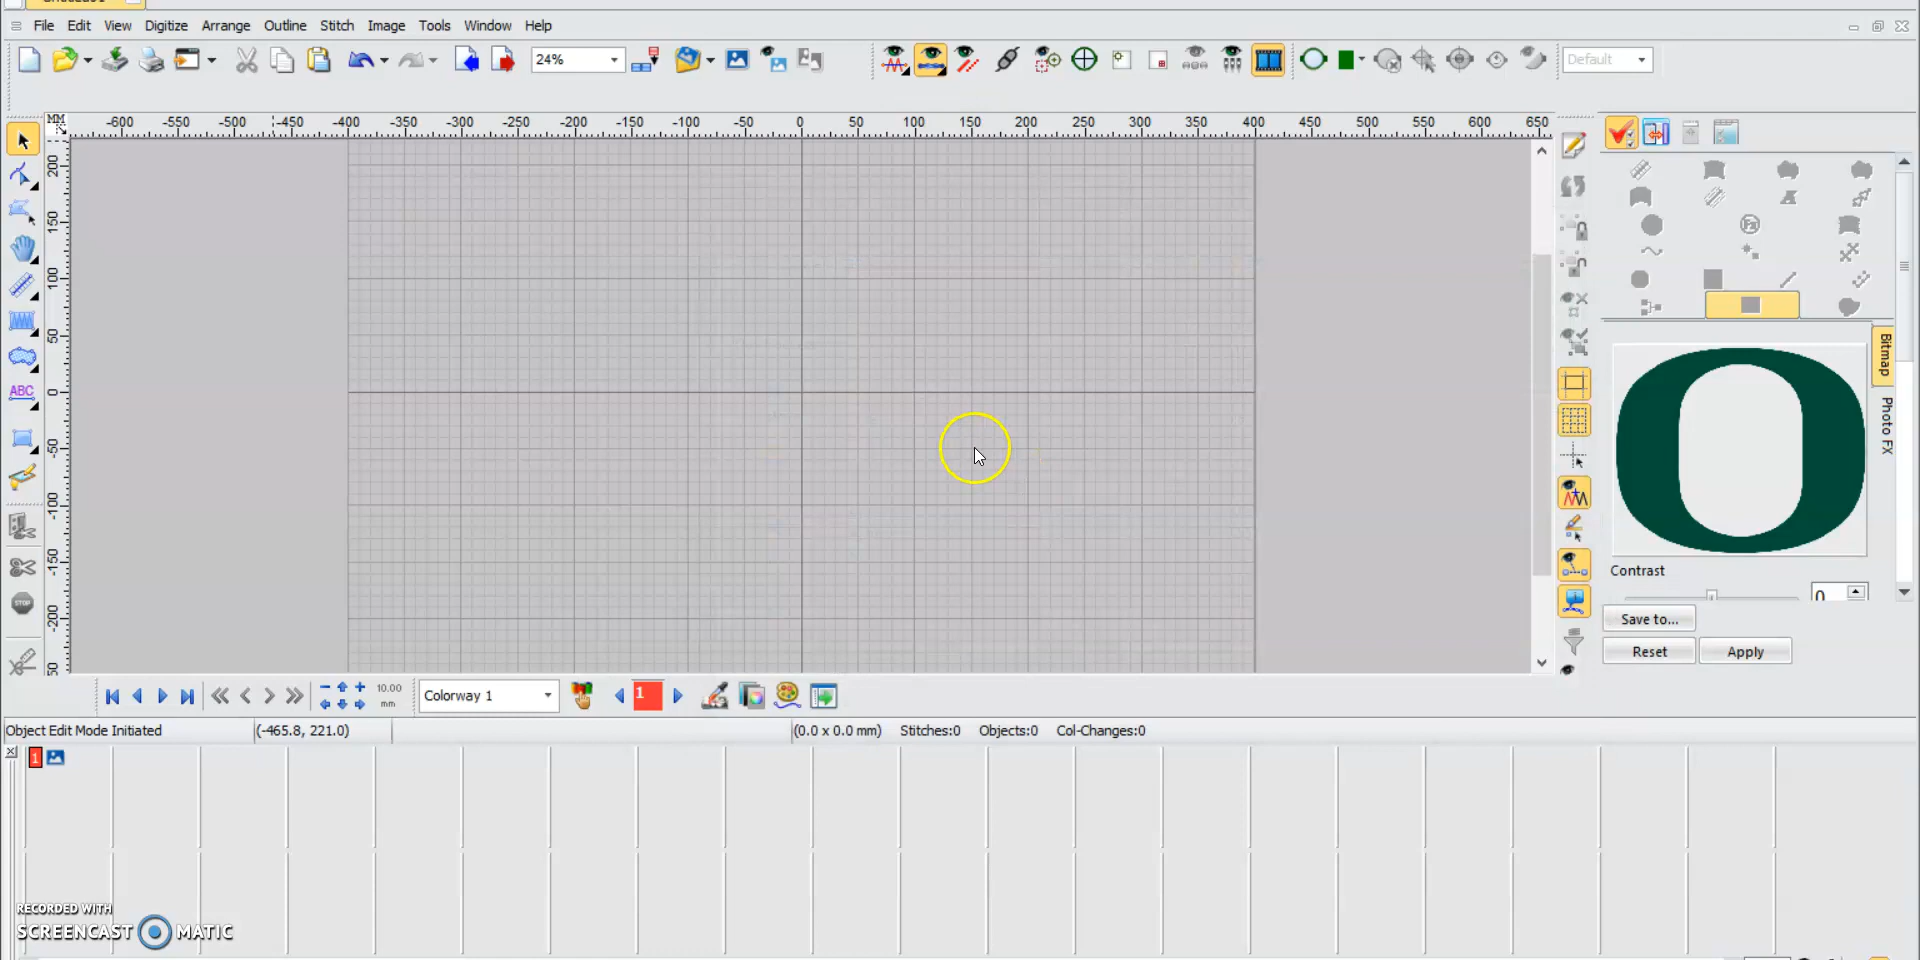 File Edit View Digitize Arrange Outline Stitch Image Tools Window Help
24%
Default
MM
-600 -550 -500 -450 -400 -350 -300 -250 -200 -150 -100 -50 0 50 100 150 200 250 300 350 400 450 500 550 600 650
200
150
100
50
0
-50
-100
-150
-200
50
ABC
STOP
Bitmap
Photo FX
O
Contrast
0
Save to...
Reset Apply
10.00
mm
Colorway 1
1
Object Edit Mode Initiated (-465.8, 221.0) (0.0 x 0.0 mm) Stitches:0 Objects:0 Col-Changes:0
1
RECORDED WITH
SCREENCAST MATIC